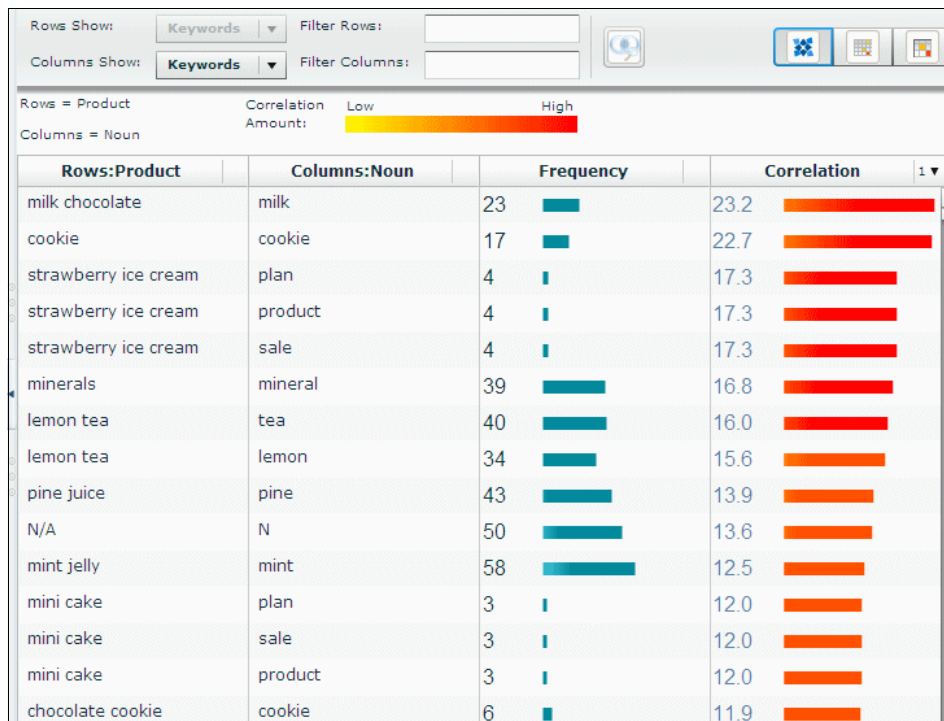 Rows Show: Keywords ▼ Filter Rows:
Columns Show: Keywords ▼ Filter Columns:
Rows = Product
Columns = Noun
Correlation Amount: Low High
Rows:Product Columns:Noun Frequency Correlation 1 ▼
milk chocolate milk 23 23.2
cookie cookie 17 22.7
strawberry ice cream plan 4 17.3
strawberry ice cream product 4 17.3
strawberry ice cream sale 4 17.3
minerals mineral 39 16.8
lemon tea tea 40 16.0
lemon tea lemon 34 15.6
pine juice pine 43 13.9
N/A N 50 13.6
mint jelly mint 58 12.5
mini cake plan 3 12.0
mini cake sale 3 12.0
mini cake product 3 12.0
chocolate cookie cookie 6 11.9